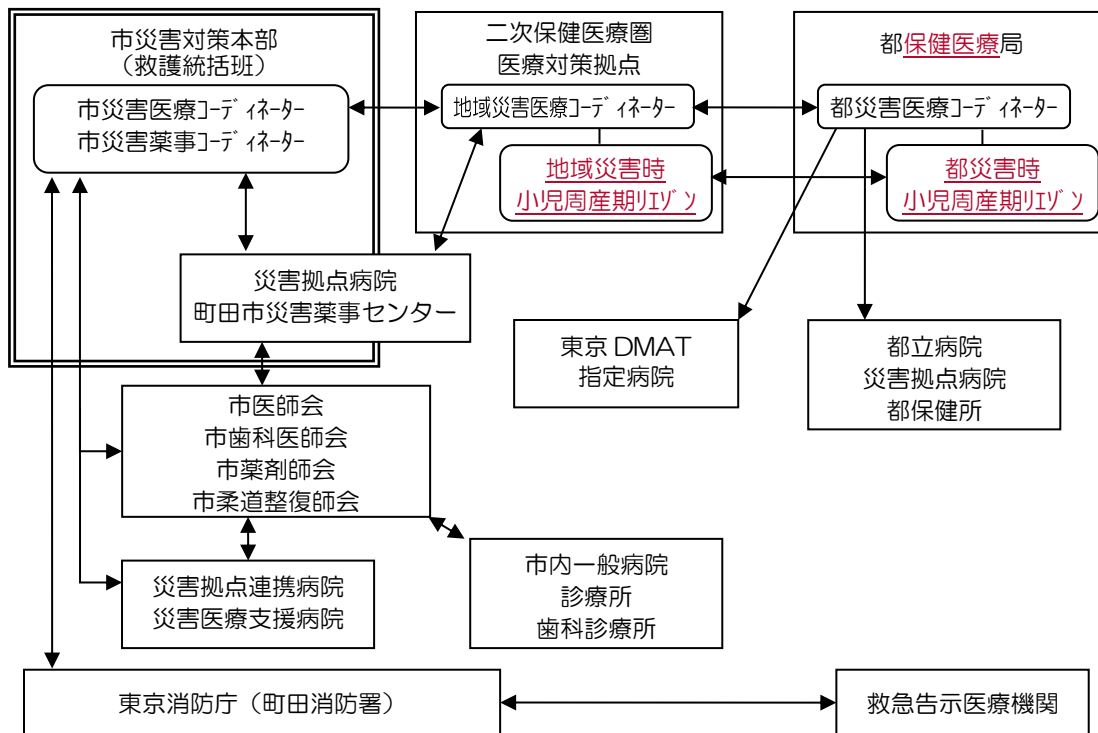 市災害対策本部
（救護統括班）
市災害医療ｺｰﾃﾞｨﾈｰﾀｰ
市災害薬事ｺｰﾃﾞｨﾈｰﾀｰ
二次保健医療圏
医療対策拠点
地域災害医療ｺｰﾃﾞｨﾈｰﾀｰ
地域災害時
小児周産期ﾘｴｿﾞﾝ
都保健医療局
都災害医療ｺｰﾃﾞｨﾈｰﾀｰ
都災害時
小児周産期ﾘｴｿﾞﾝ
災害拠点病院
町田市災害薬事センター
東京 DMAT
指定病院
都立病院
災害拠点病院
都保健所
市医師会
市歯科医師会
市薬剤師会
市柔道整復師会
災害拠点連携病院
災害医療支援病院
市内一般病院
診療所
歯科診療所
東京消防庁（町田消防署）
救急告示医療機関